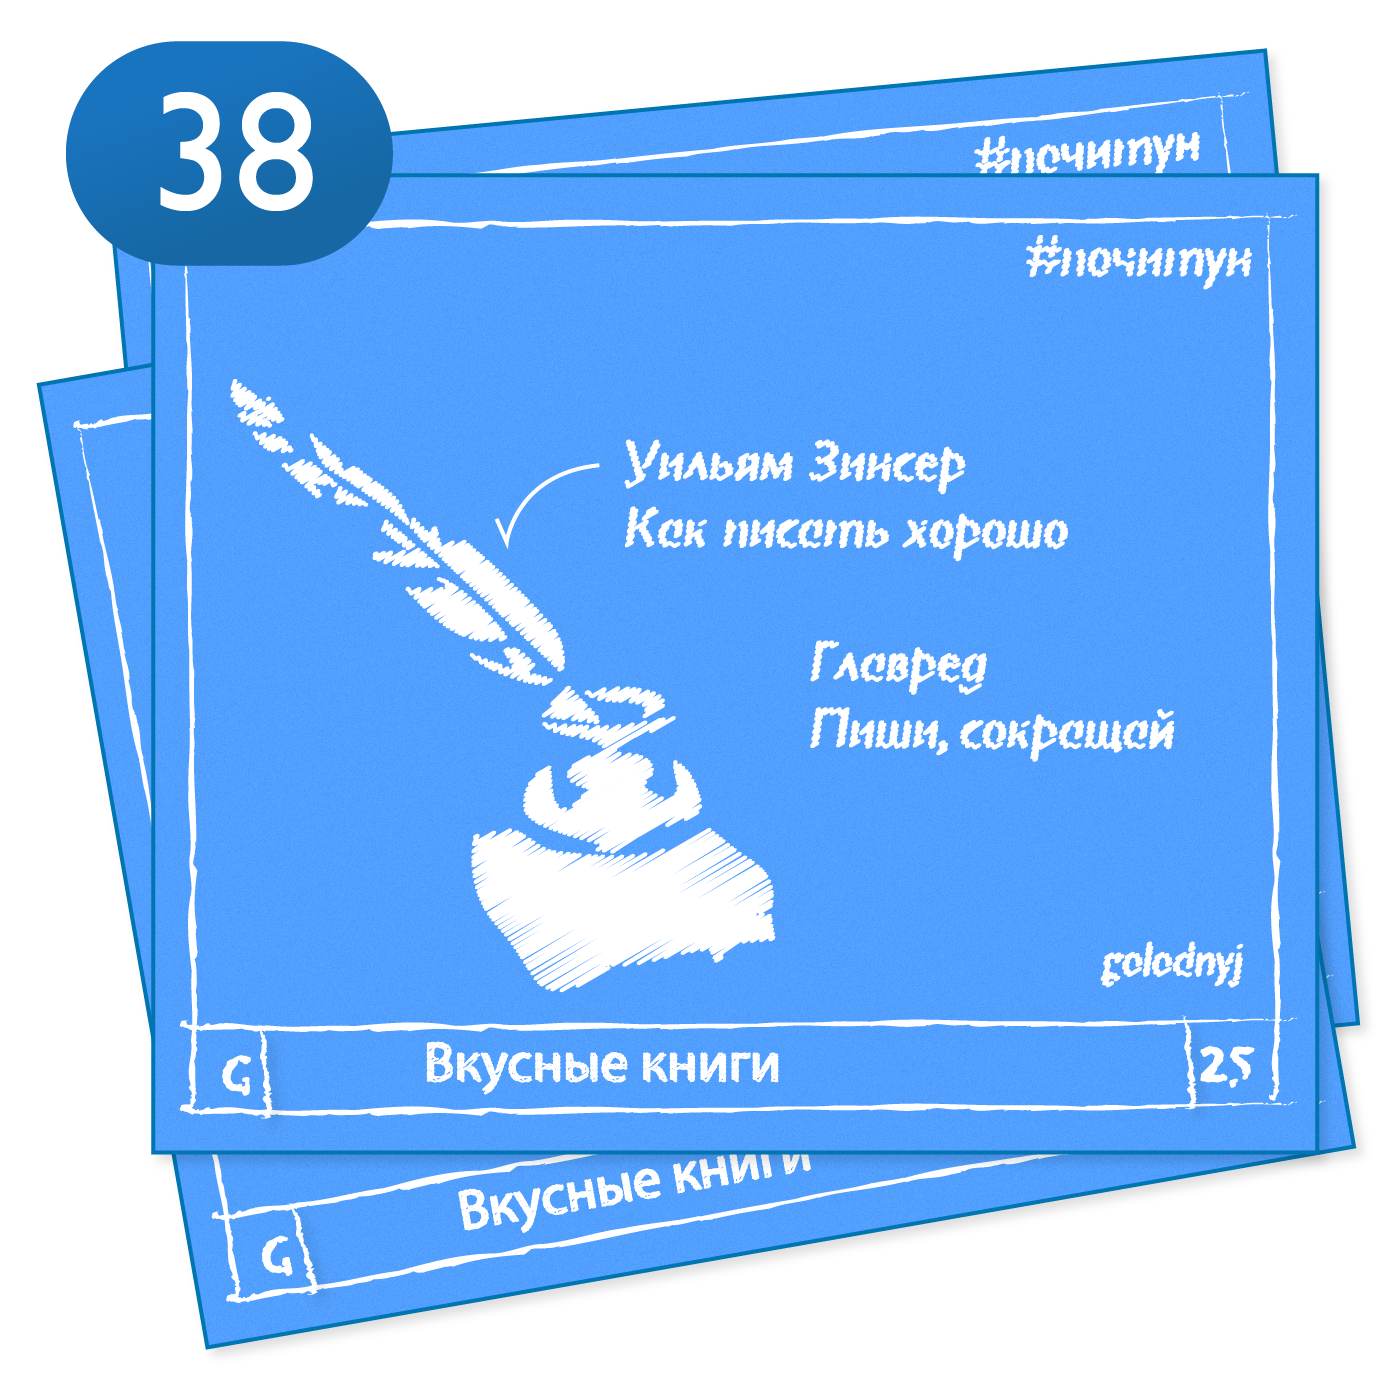 38
#почитун
#почитун
Уильям Зинсер
Как писать хорошо
Главред
Пиши, сокращай
golodnyj
G
Вкусные книги
25
Вкусные книги
G